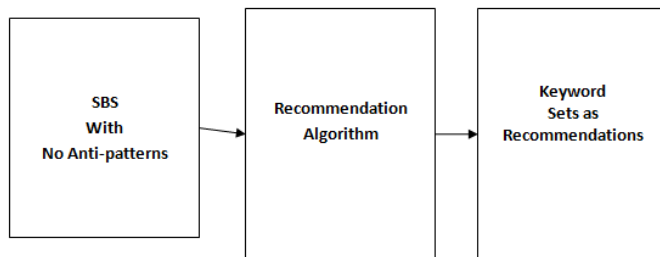 SBS
With
No Anti-patterns
Recommendation
Algorithm
Keyword
Sets as
Recommendations